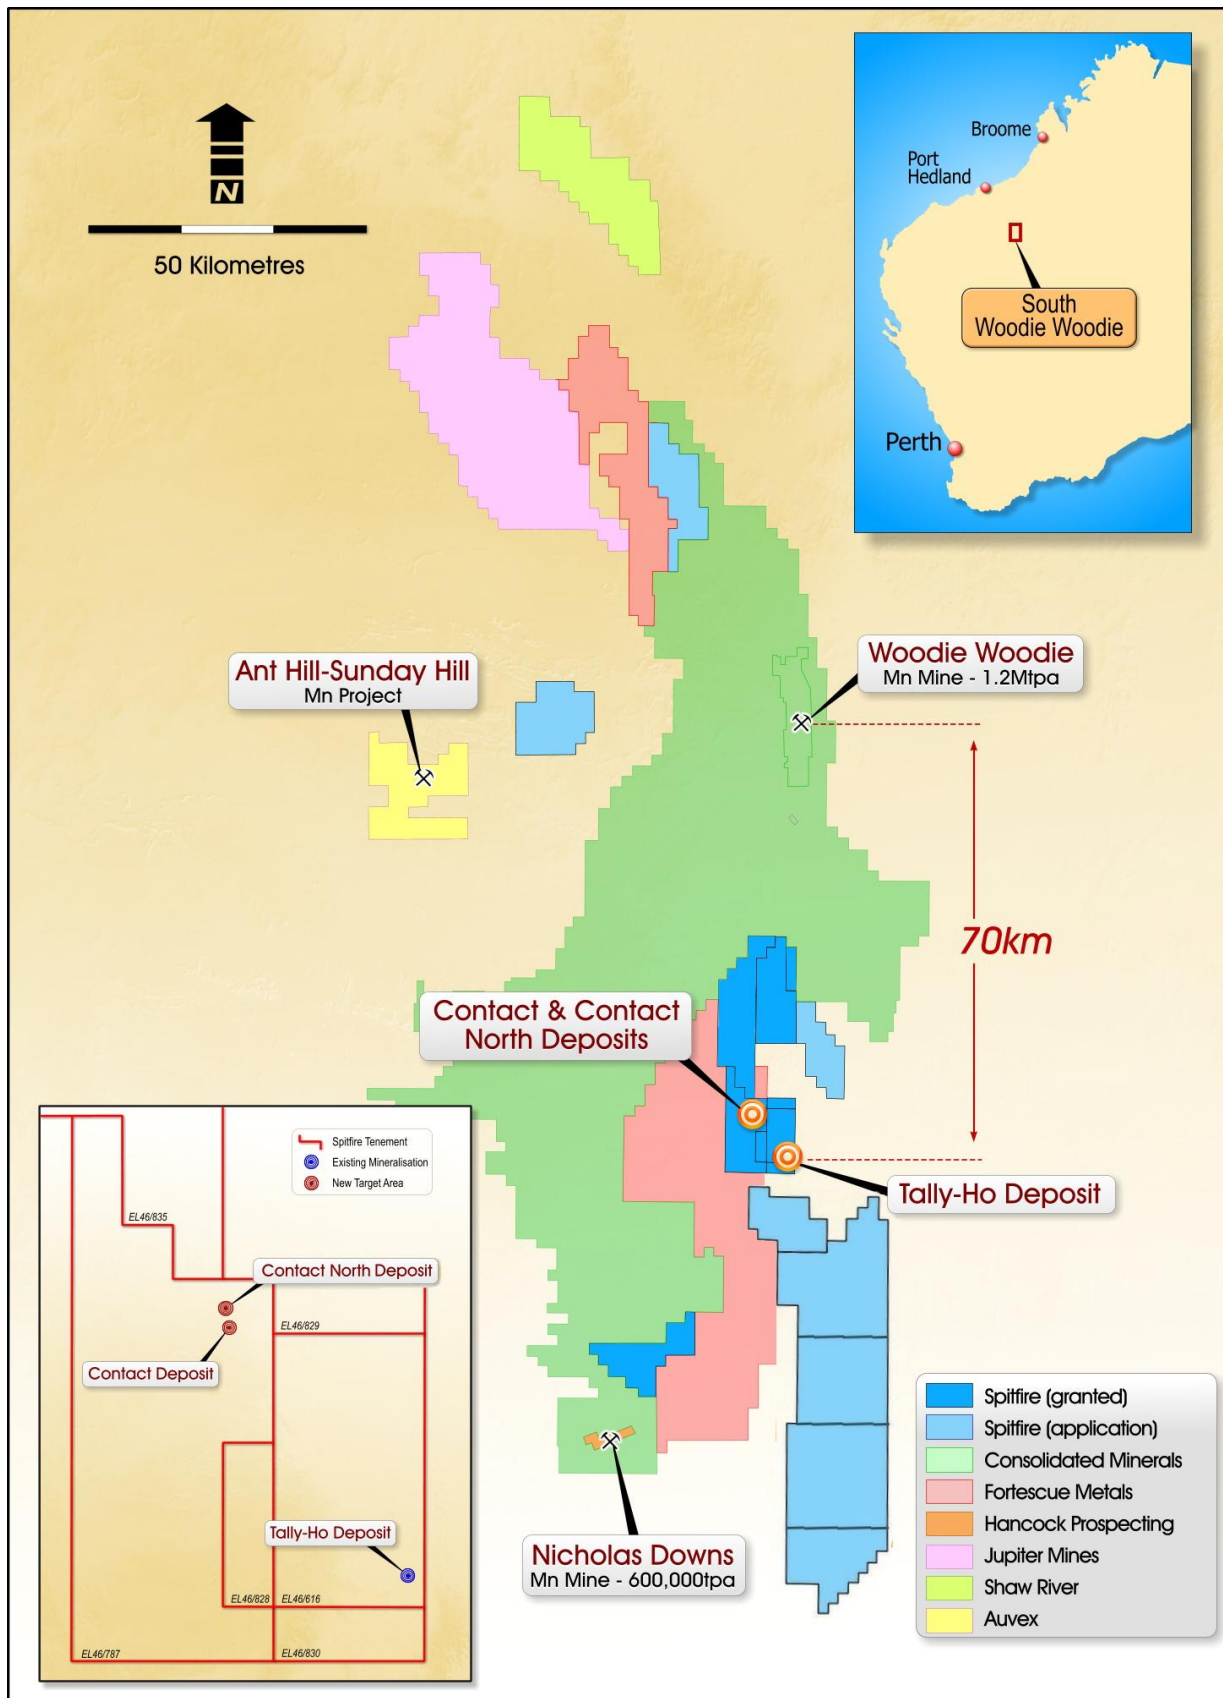 N
50 Kilometres
Broome
Port
Hedland
South
Woodie Woodie
Perth
Ant Hill-Sunday Hill
Mn Project
Woodie Woodie
Mn Mine - 1.2Mtpa
70km
Contact & Contact
North Deposits
Tally-Ho Deposit
Nicholas Downs
Mn Mine - 600,000tpa
Spitfire Tenement
Existing Mineralisation
New Target Area
EL46/835
Contact North Deposit
EL46/829
Contact Deposit
Tally-Ho Deposit
EL46/828
EL46/616
EL46/787
EL46/830
Spitfire (granted)
Spitfire (application)
Consolidated Minerals
Fortescue Metals
Hancock Prospecting
Jupiter Mines
Shaw River
Auvex